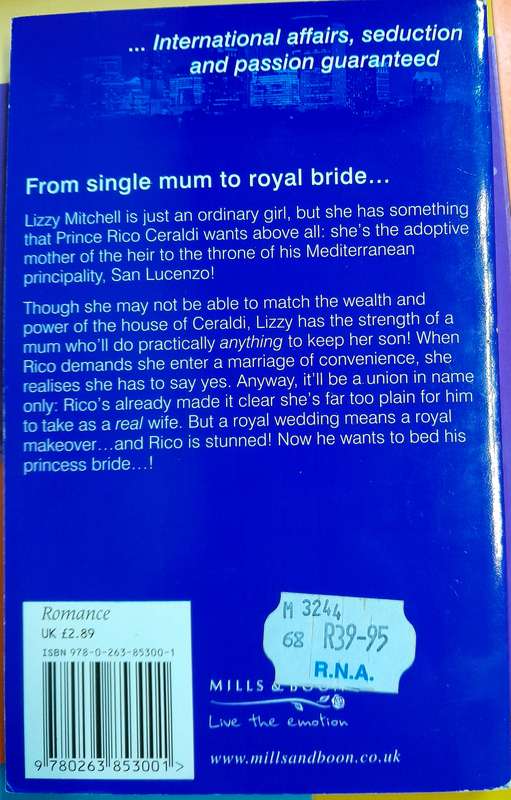 ... International affairs, seduction
and passion guaranteed
From single mum to royal bride...
Lizzy Mitchell is just an ordinary girl, but she has something
that Prince Rico Ceraldi wants above all: she's the adoptive
mother of the heir to the throne of his Mediterranean
principality, San Lucenzo!
Though she may not be able to match the wealth and
power of the house of Ceraldi, Lizzy has the strength of a
mum who'll do practically anything to keep her son! When
Rico demands she enter a marriage of convenience, she
realises she has to say yes. Anyway, it'll be a union in name
only: Rico's already made it clear she's far too plain for him
to take as a real wife. But a royal wedding means a royal
makeover...and Rico is stunned! Now he wants to bed his
princess bride...!
Romance
UK £2.89
ISBN 978-0-263-85300-1
9 780263 853001 >
M 3244
68 R39-95
R.N.A.
MILLS & BOON
Live the emotion
www.millsandboon.co.uk